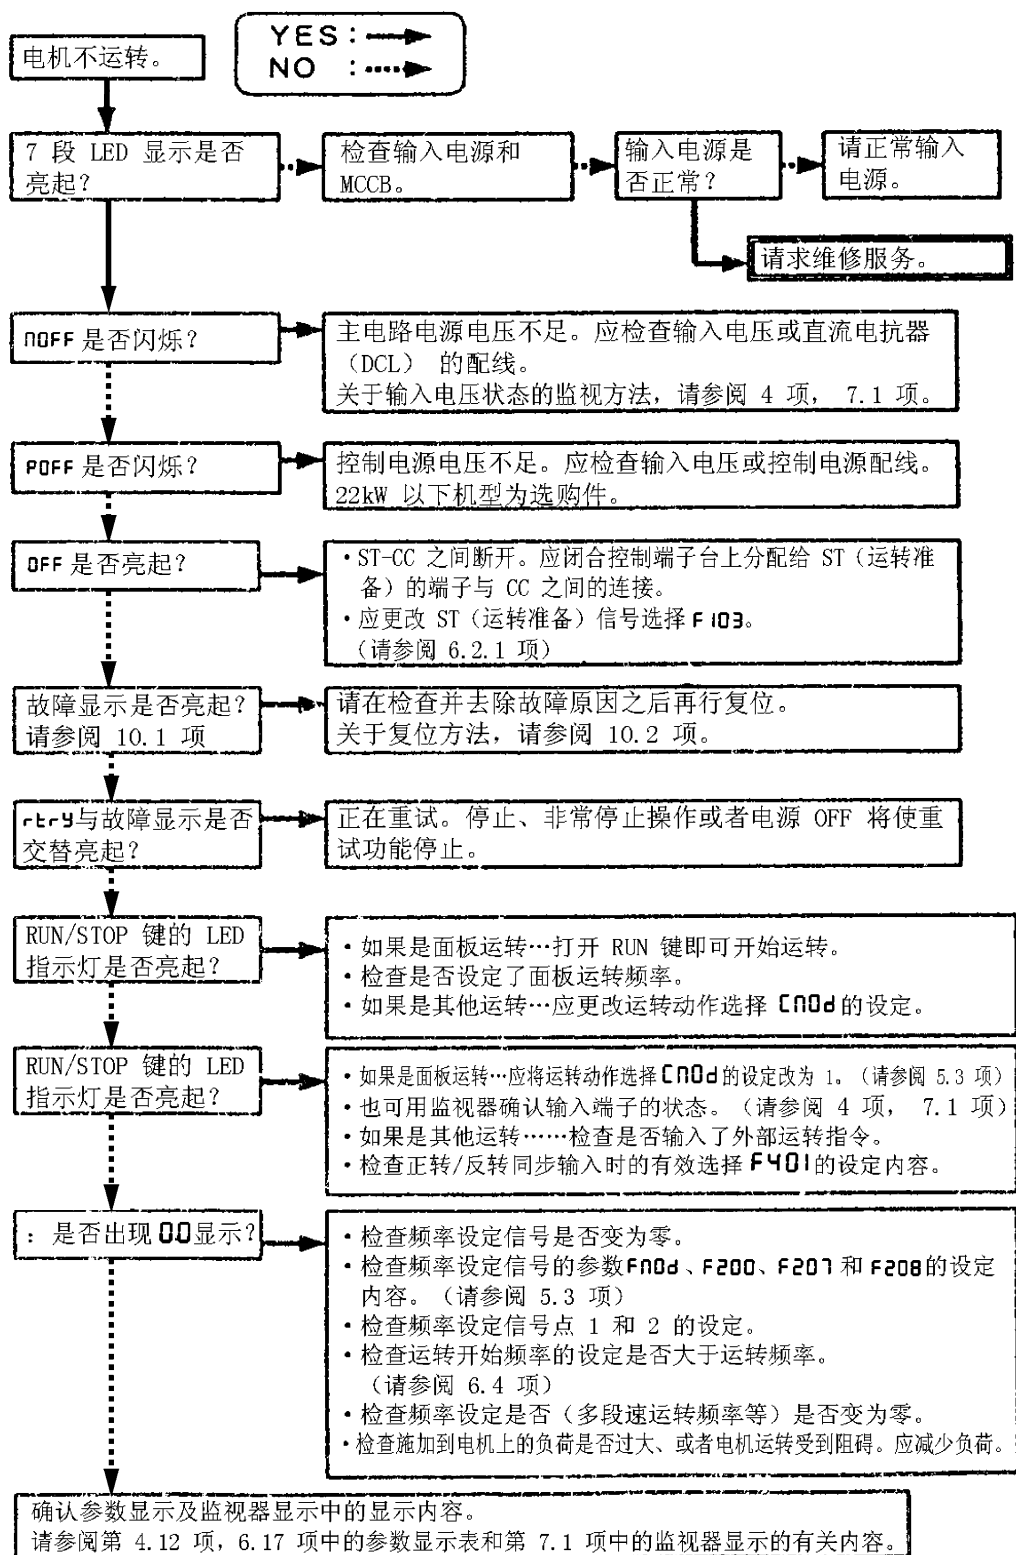 YES：
NO ：
电机不运转。
7 段 LED 显示是否
亮起？
检查输入电源和
MCCB。
输入电源是
否正常？
请正常输入
电源。
请求维修服务。
NOFF 是否闪烁？
主电路电源电压不足。应检查输入电压或直流电抗器
（DCL） 的配线。
关于输入电压状态的监视方法，请参阅 4 项， 7.1 项。
POFF 是否闪烁？
控制电源电压不足。应检查输入电压或控制电源配线。
22kW 以下机型为选购件。
OFF 是否亮起？
·ST-CC 之间断开。应闭合控制端子台上分配给 ST（运转准
备）的端子与 CC 之间的连接。
·应更改 ST（运转准备）信号选择 F103。
（请参阅 6.2.1 项）
故障显示是否亮起？
请参阅 10.1 项
请在检查并去除故障原因之后再行复位。
关于复位方法，请参阅 10.2 项。
rtry与故障显示是否
交替亮起？
正在重试。停止、非常停止操作或者电源 OFF 将使重
试功能停止。
RUN/STOP 键的 LED
指示灯是否亮起？
·如果是面板运转…打开 RUN 键即可开始运转。
·检查是否设定了面板运转频率。
·如果是其他运转…应更改运转动作选择 CNOd的设定。
RUN/STOP 键的 LED
指示灯是否亮起？
·如果是面板运转…应将运转动作选择CNOd的设定改为 1。（请参阅 5.3 项）
·也可用监视器确认输入端子的状态。（请参阅 4 项， 7.1 项）
·如果是其他运转……检查是否输入了外部运转指令。
·检查正转/反转同步输入时的有效选择 F401的设定内容。
：是否出现 0.0显示？
·检查频率设定信号是否变为零。
·检查频率设定信号的参数FNOd、F200、F207 和 F208的设定
内容。（请参阅 5.3 项）
·检查频率设定信号点 1 和 2 的设定。
·检查运转开始频率的设定是否大于运转频率。
（请参阅 6.4 项）
·检查频率设定是否（多段速运转频率等）是否变为零。
·检查施加到电机上的负荷是否过大、或者电机运转受到阻碍。应减少负荷。
确认参数显示及监视器显示中的显示内容。
请参阅第 4.12 项，6.17 项中的参数显示表和第 7.1 项中的监视器显示的有关内容。